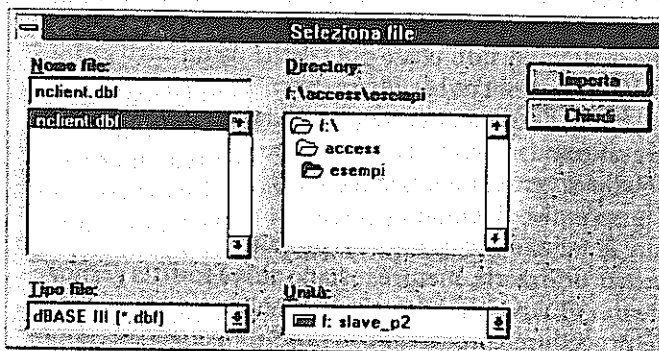 Seleziona file
Nome file:
nclient.dbf
nclient.dbf
Directory:
f:\access\esempi
f:\
access
esempi
Importa
Chiudi
Tipo file:
dBASE III (*.dbf)
Unità:
f: slave_p2